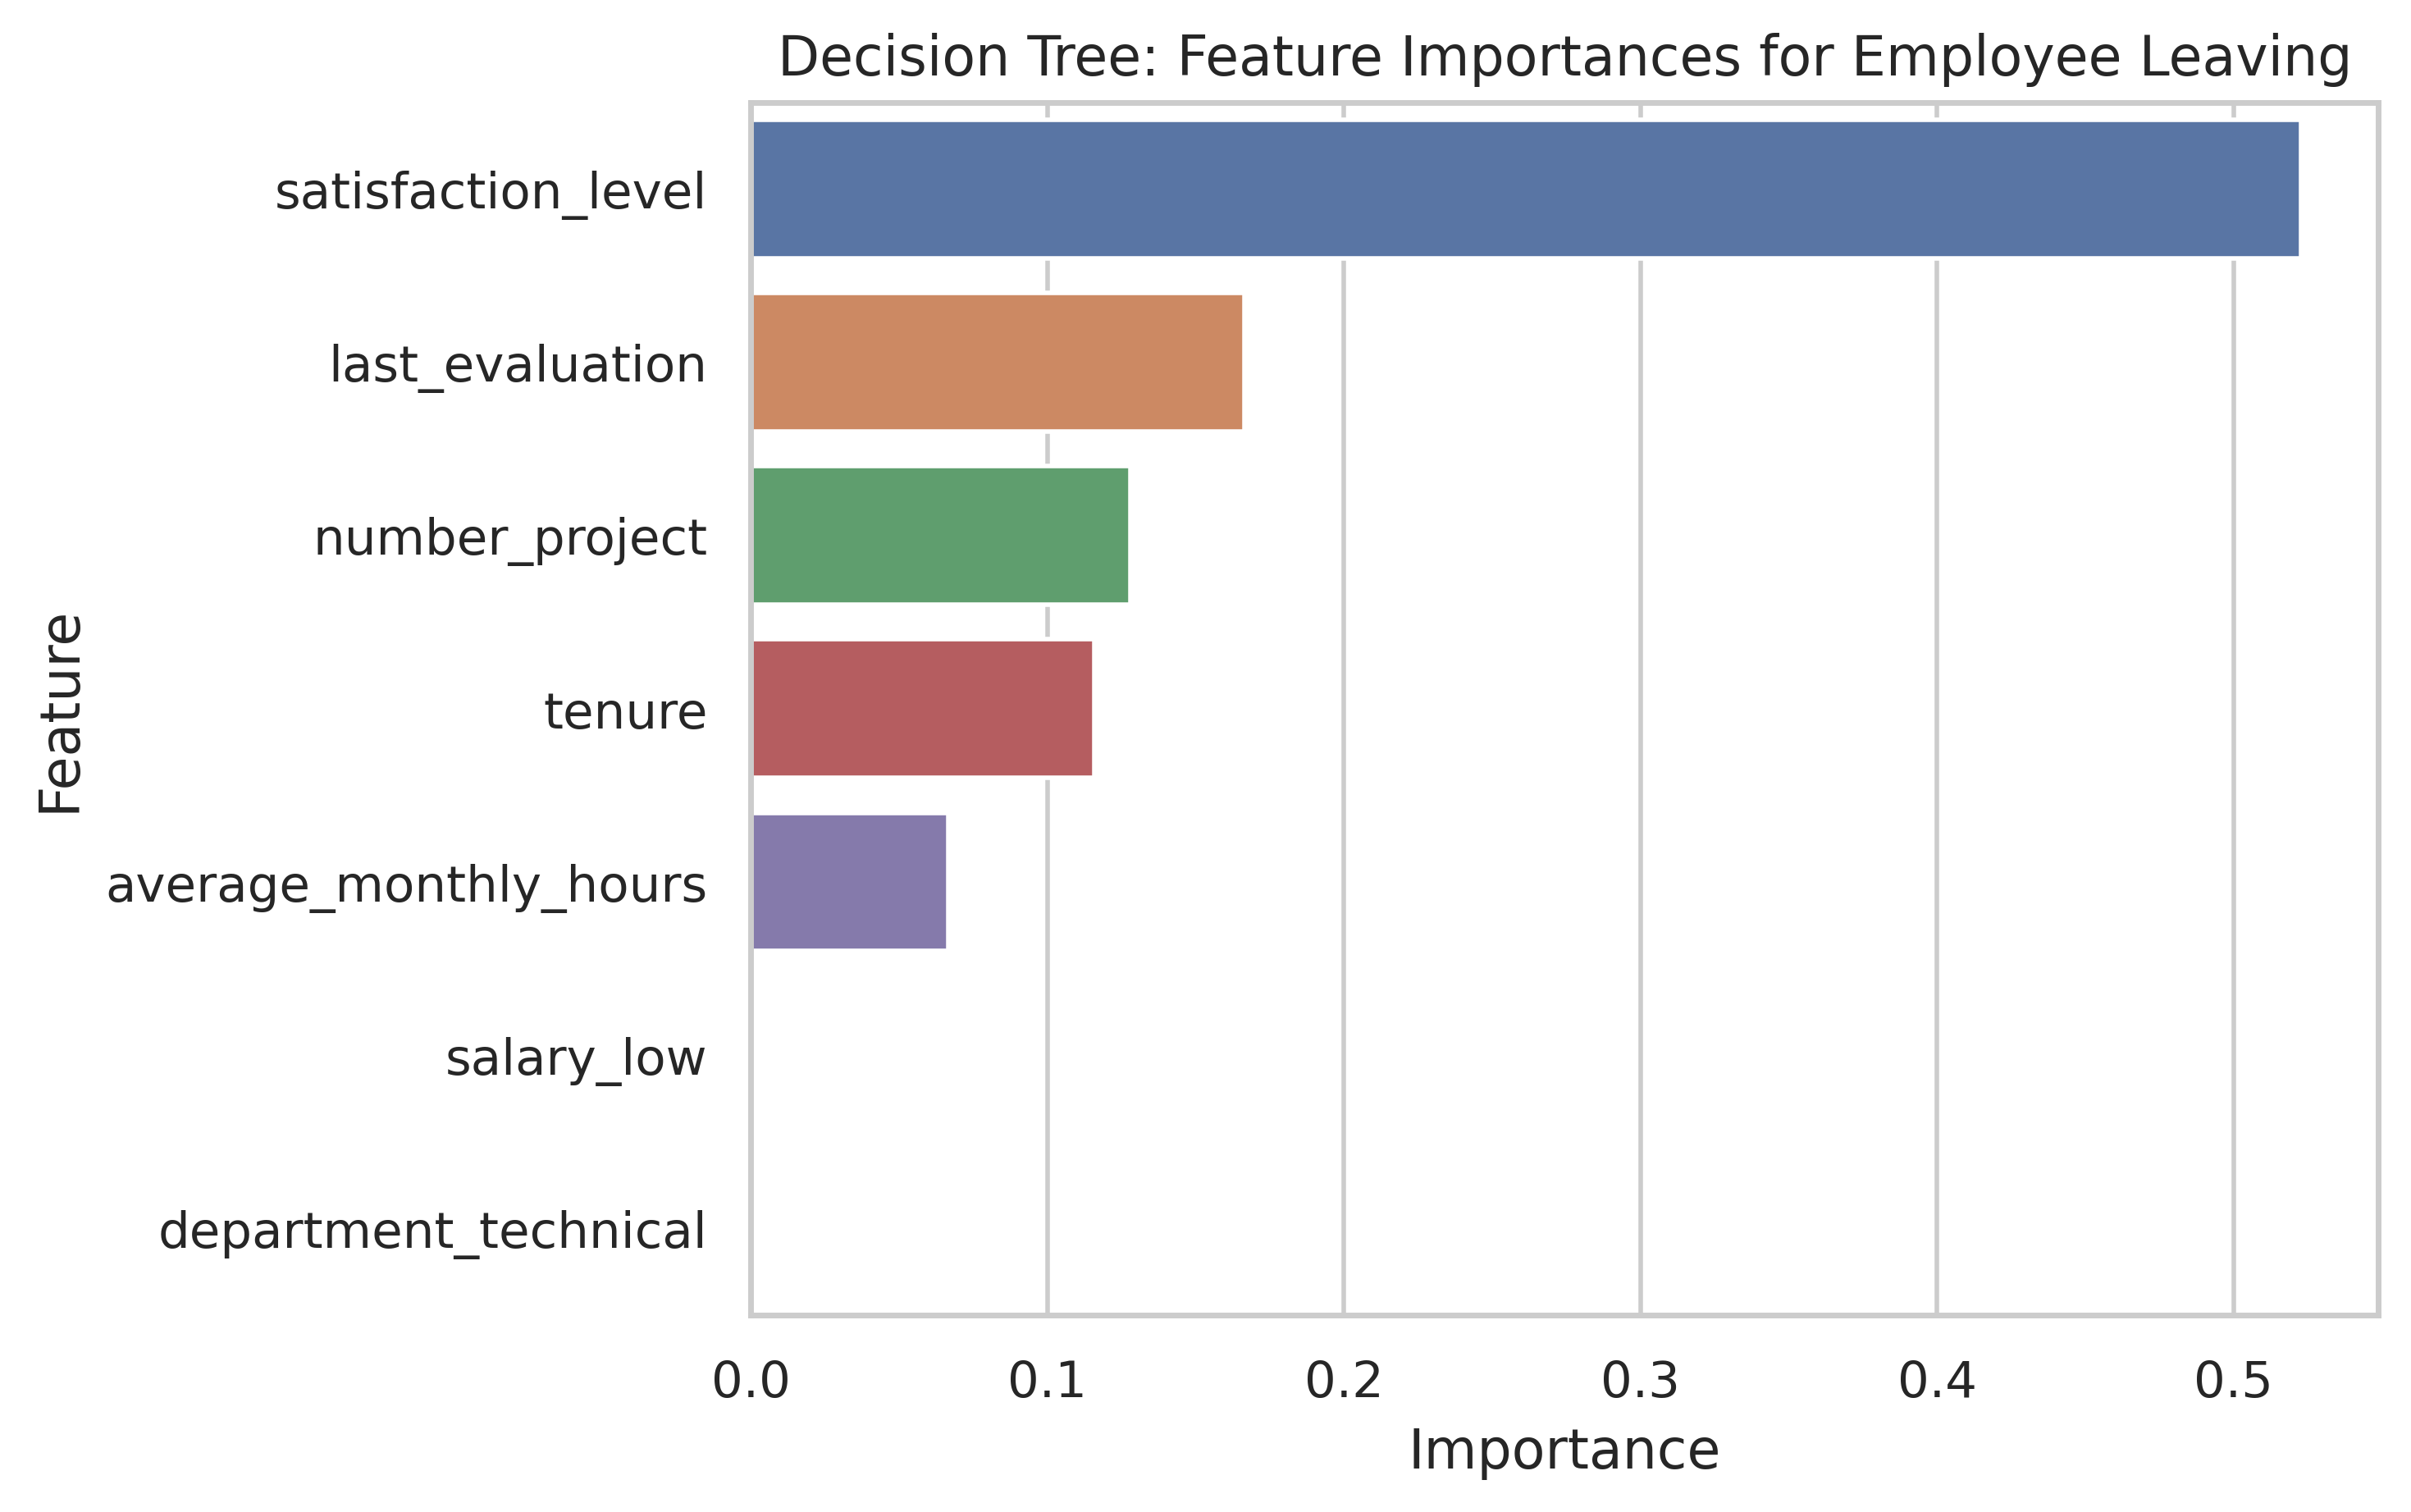 Decision Tree: Feature Importances for Employee Leaving
satisfaction_level
last_evaluation
number_project
tenure
average_monthly_hours
salary_low
department_technical
Feature
0.0 0.1 0.2 0.3 0.4 0.5
Importance